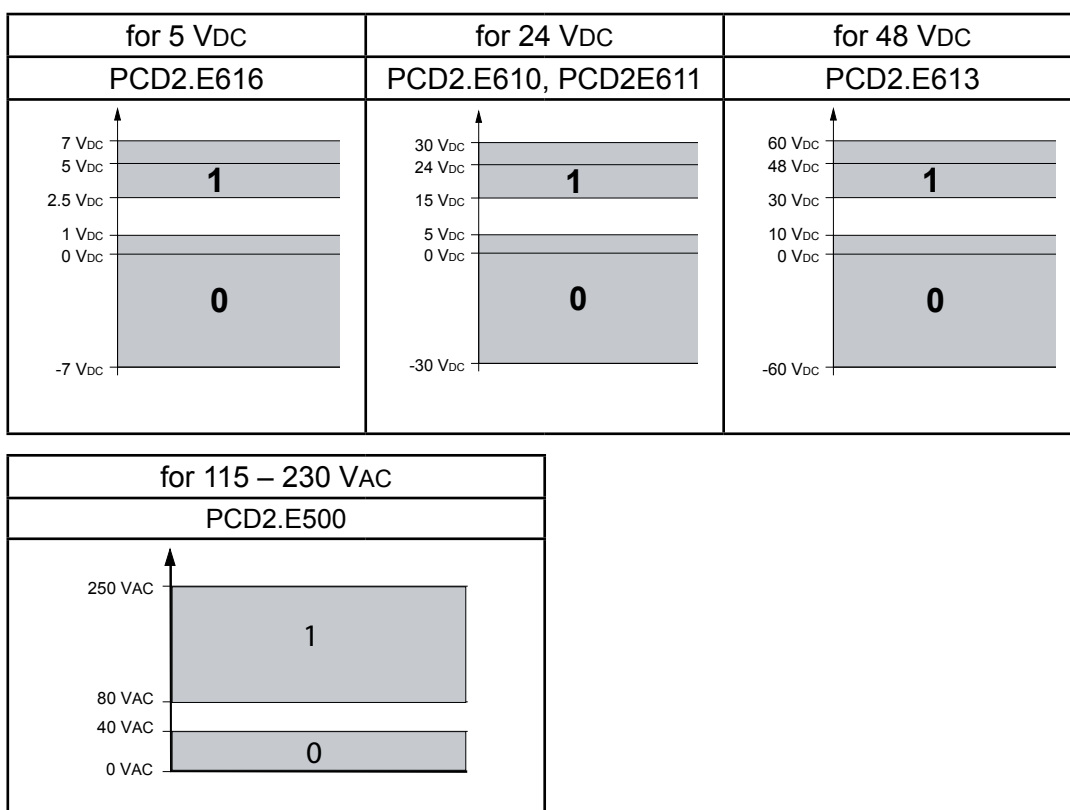 for 5 VDC
PCD2.E616
7 VDC
5 VDC
2.5 VDC
1 VDC
0 VDC
-7 VDC
1
0
for 24 VDC
PCD2.E610, PCD2E611
30 VDC
24 VDC
15 VDC
5 VDC
0 VDC
-30 VDC
1
0
for 48 VDC
PCD2.E613
60 VDC
48 VDC
30 VDC
10 VDC
0 VDC
-60 VDC
1
0
for 115 – 230 VAC
PCD2.E500
250 VAC
80 VAC
40 VAC
0 VAC
1
0